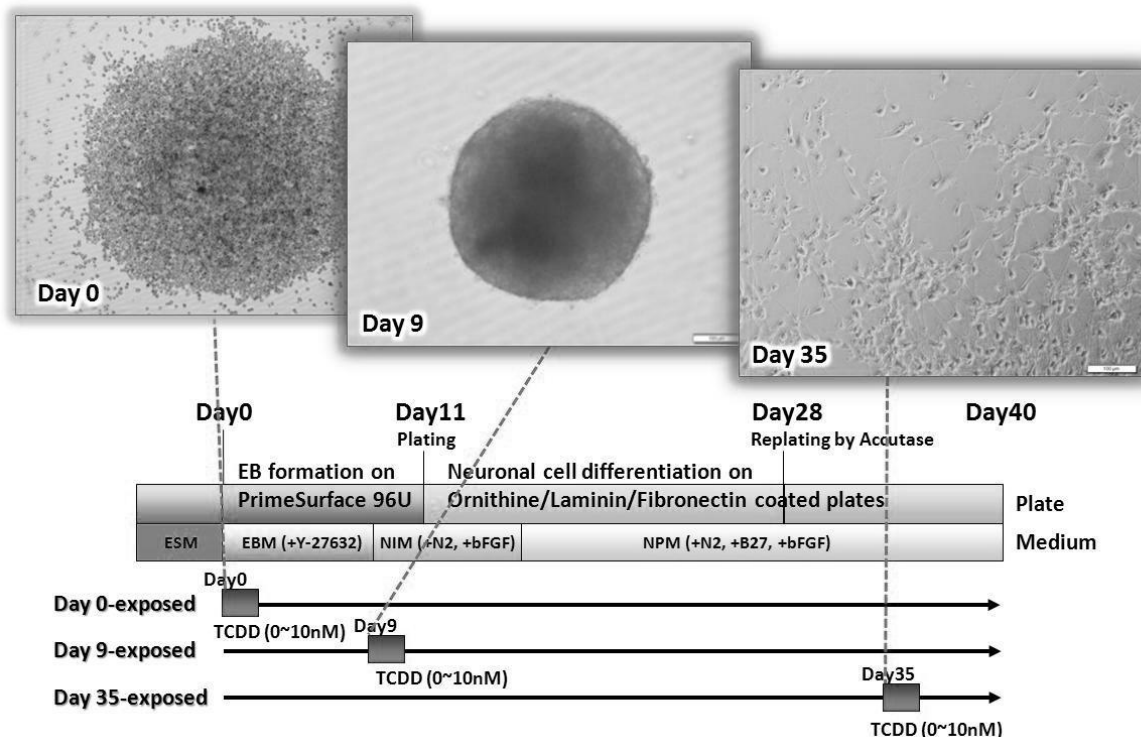 Day 0
Day 9
Day 35
100 μm
Day0
Day11
Day28
Day40
Plating
Replating by Accutase
EB formation on
PrimeSurface 96U
Neuronal cell differentiation on
Ornithine/Laminin/Fibronectin coated plates
Plate
ESM
EBM (+Y-27632)
NIM (+N2, +bFGF)
NPM (+N2, +B27, +bFGF)
Medium
Day0
Day 0-exposed
TCDD (0~10nM)
Day9
Day 9-exposed
TCDD (0~10nM)
Day35
Day 35-exposed
TCDD (0~10nM)